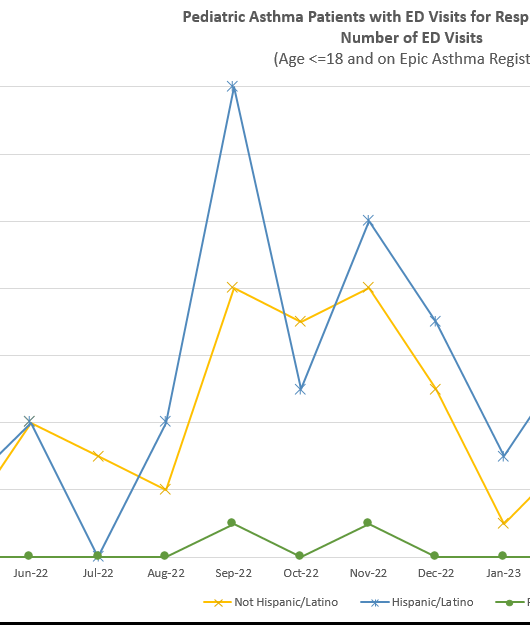 Pediatric Asthma Patients with ED Visits for Resp
Number of ED Visits
(Age <=18 and on Epic Asthma Regist
Jun-22 Jul-22 Aug-22 Sep-22 Oct-22 Nov-22 Dec-22 Jan-23
Not Hispanic/Latino Hispanic/Latino